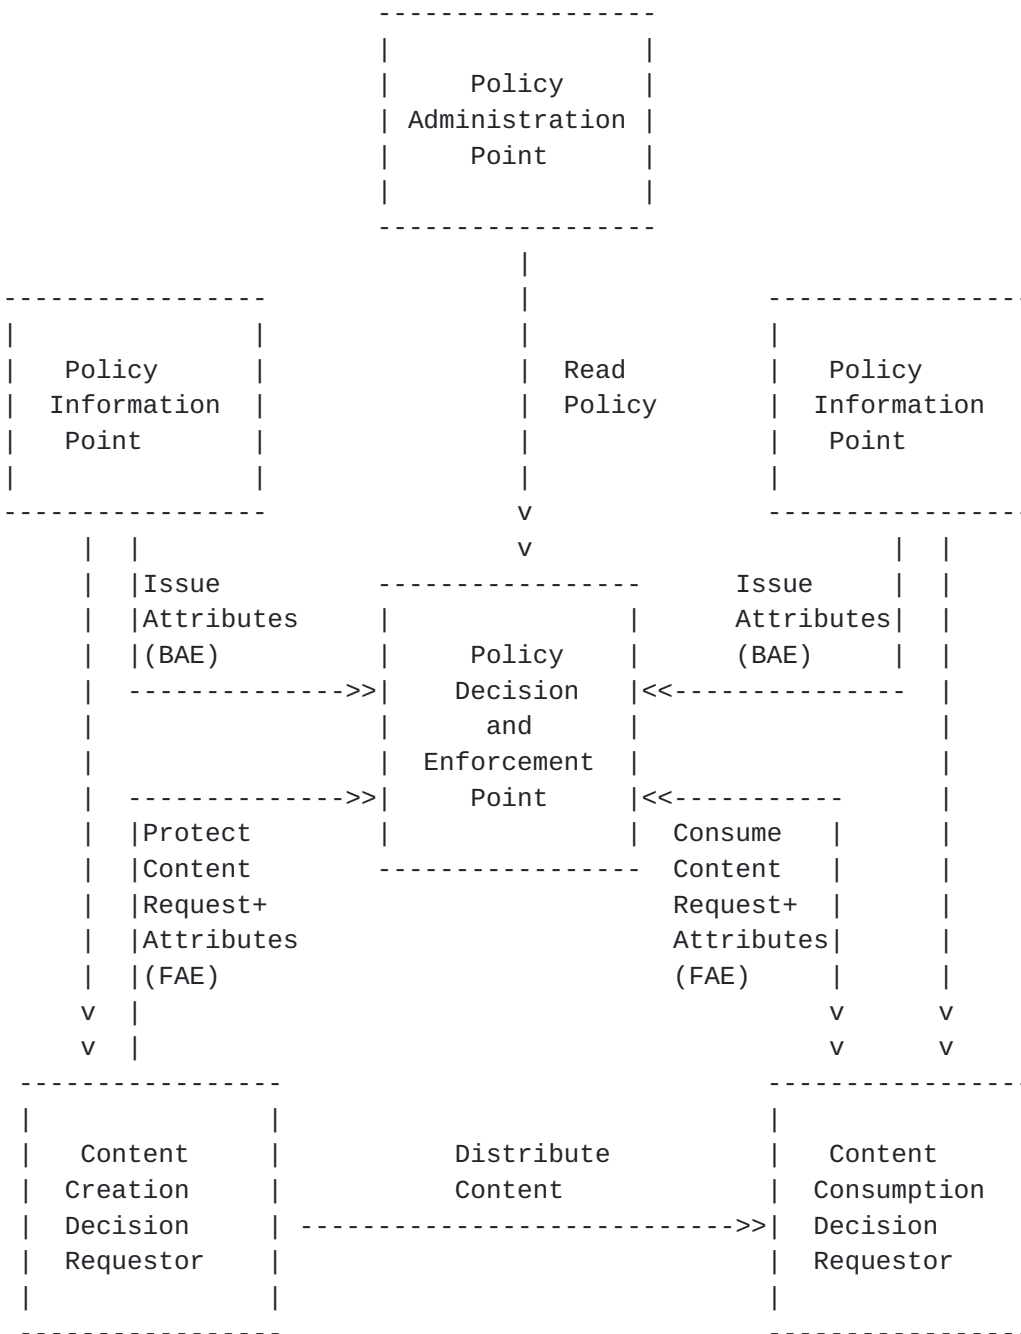 Policy
Administration
Point
Policy
Information
Point
Read
Policy
Policy
Information
Point
v
v
Issue
Attributes
(BAE)
Issue
Attributes
(BAE)
Policy
Decision
and
Enforcement
Point
Protect
Content
Request+
Attributes
(FAE)
Consume
Content
Request+
Attributes
(FAE)
v v v
v v v
Content
Creation
Decision
Requestor
Distribute
Content
Content
Consumption
Decision
Requestor